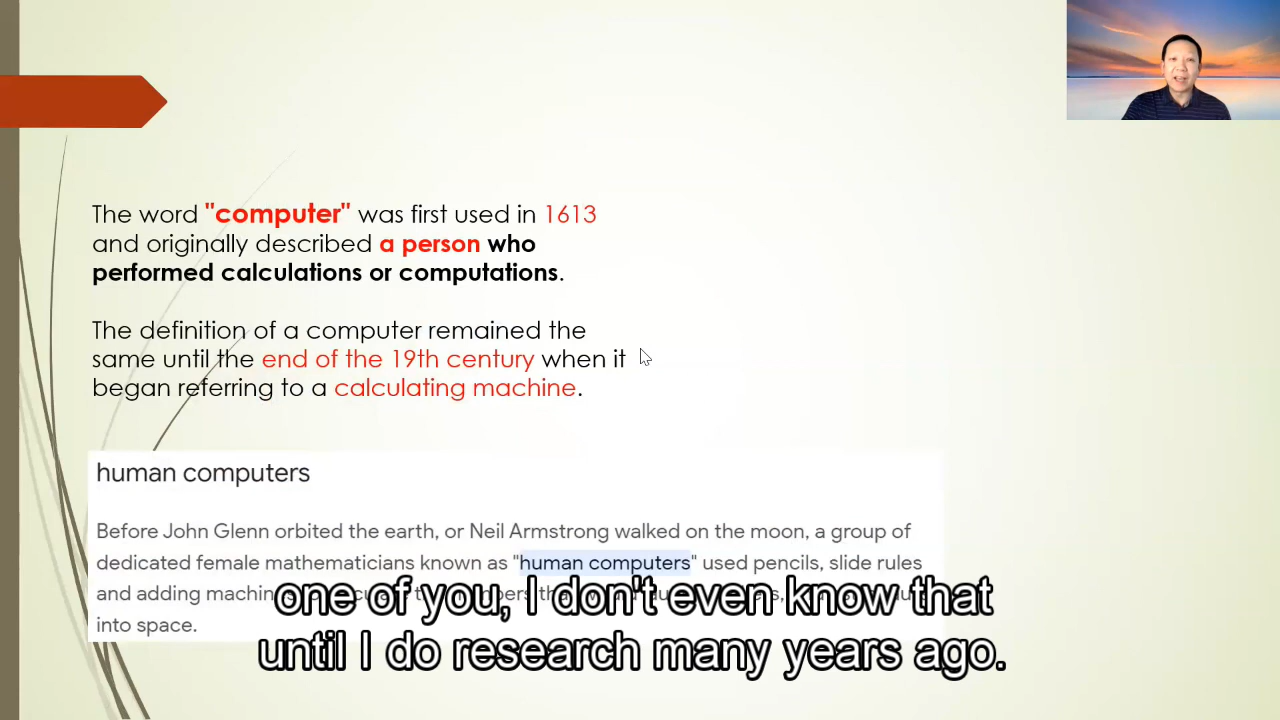 The word "computer" was first used in 1613
and originally described a person who
performed calculations or computations.
The definition of a computer remained the
same until the end of the 19th century when it
began referring to a calculating machine.
human computers
Before John Glenn orbited the earth, or Neil Armstrong walked on the moon, a group of
dedicated female mathematicians known as "human computers" used pencils, slide rules
and adding
into space.
one of you, I don't even know that
until I do research many years ago.